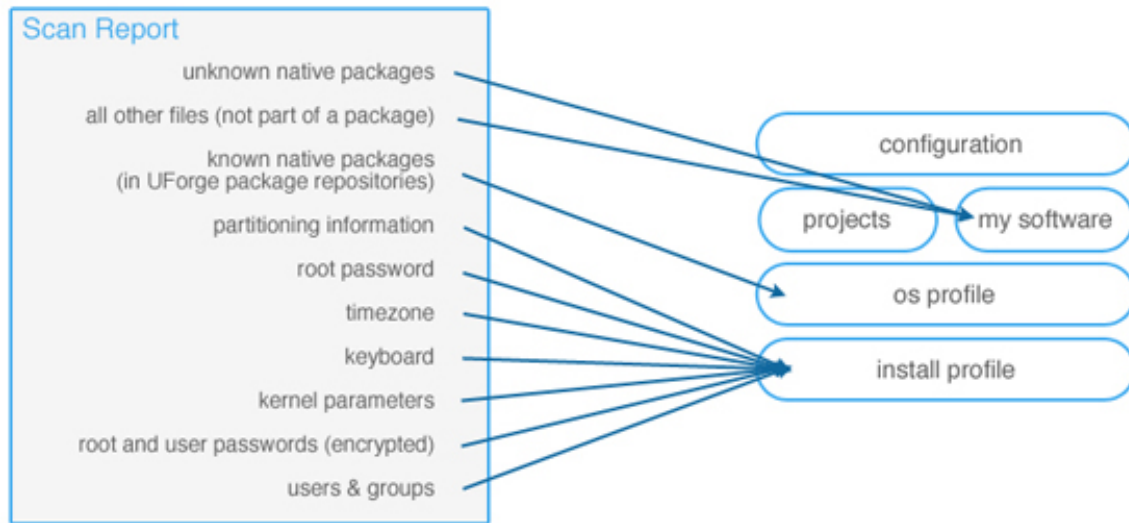 Scan Report
unknown native packages
all other files (not part of a package)
known native packages
(in UForge package repositories)
partitioning information
root password
timezone
keyboard
kernel parameters
root and user passwords (encrypted)
users & groups
configuration
projects
my software
os profile
install profile